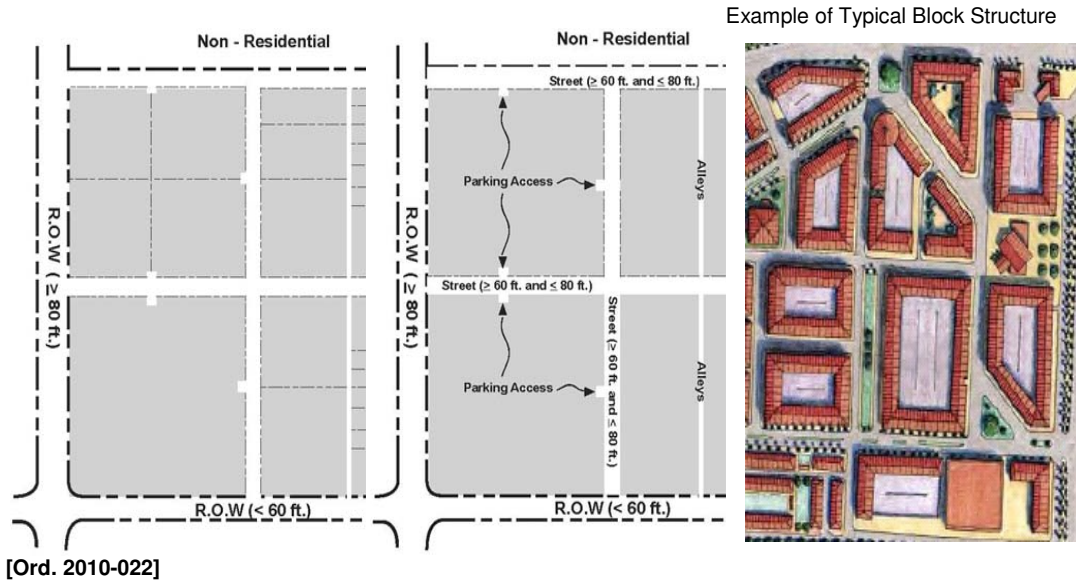 Example of Typical Block Structure
Non - Residential
R.O.W ( ≥ 80 ft. )
R.O.W (< 60 ft.)
Non - Residential
Street (≥ 60 ft. and ≤ 80 ft.)
Parking Access
Alleys
R.O.W ( ≥ 80 ft. )
Street (≥ 60 ft. and ≤ 80 ft.)
Street (≥ 60 ft. and ≤ 80 ft.)
Parking Access
Alleys
R.O.W (< 60 ft.)
[Ord. 2010-022]